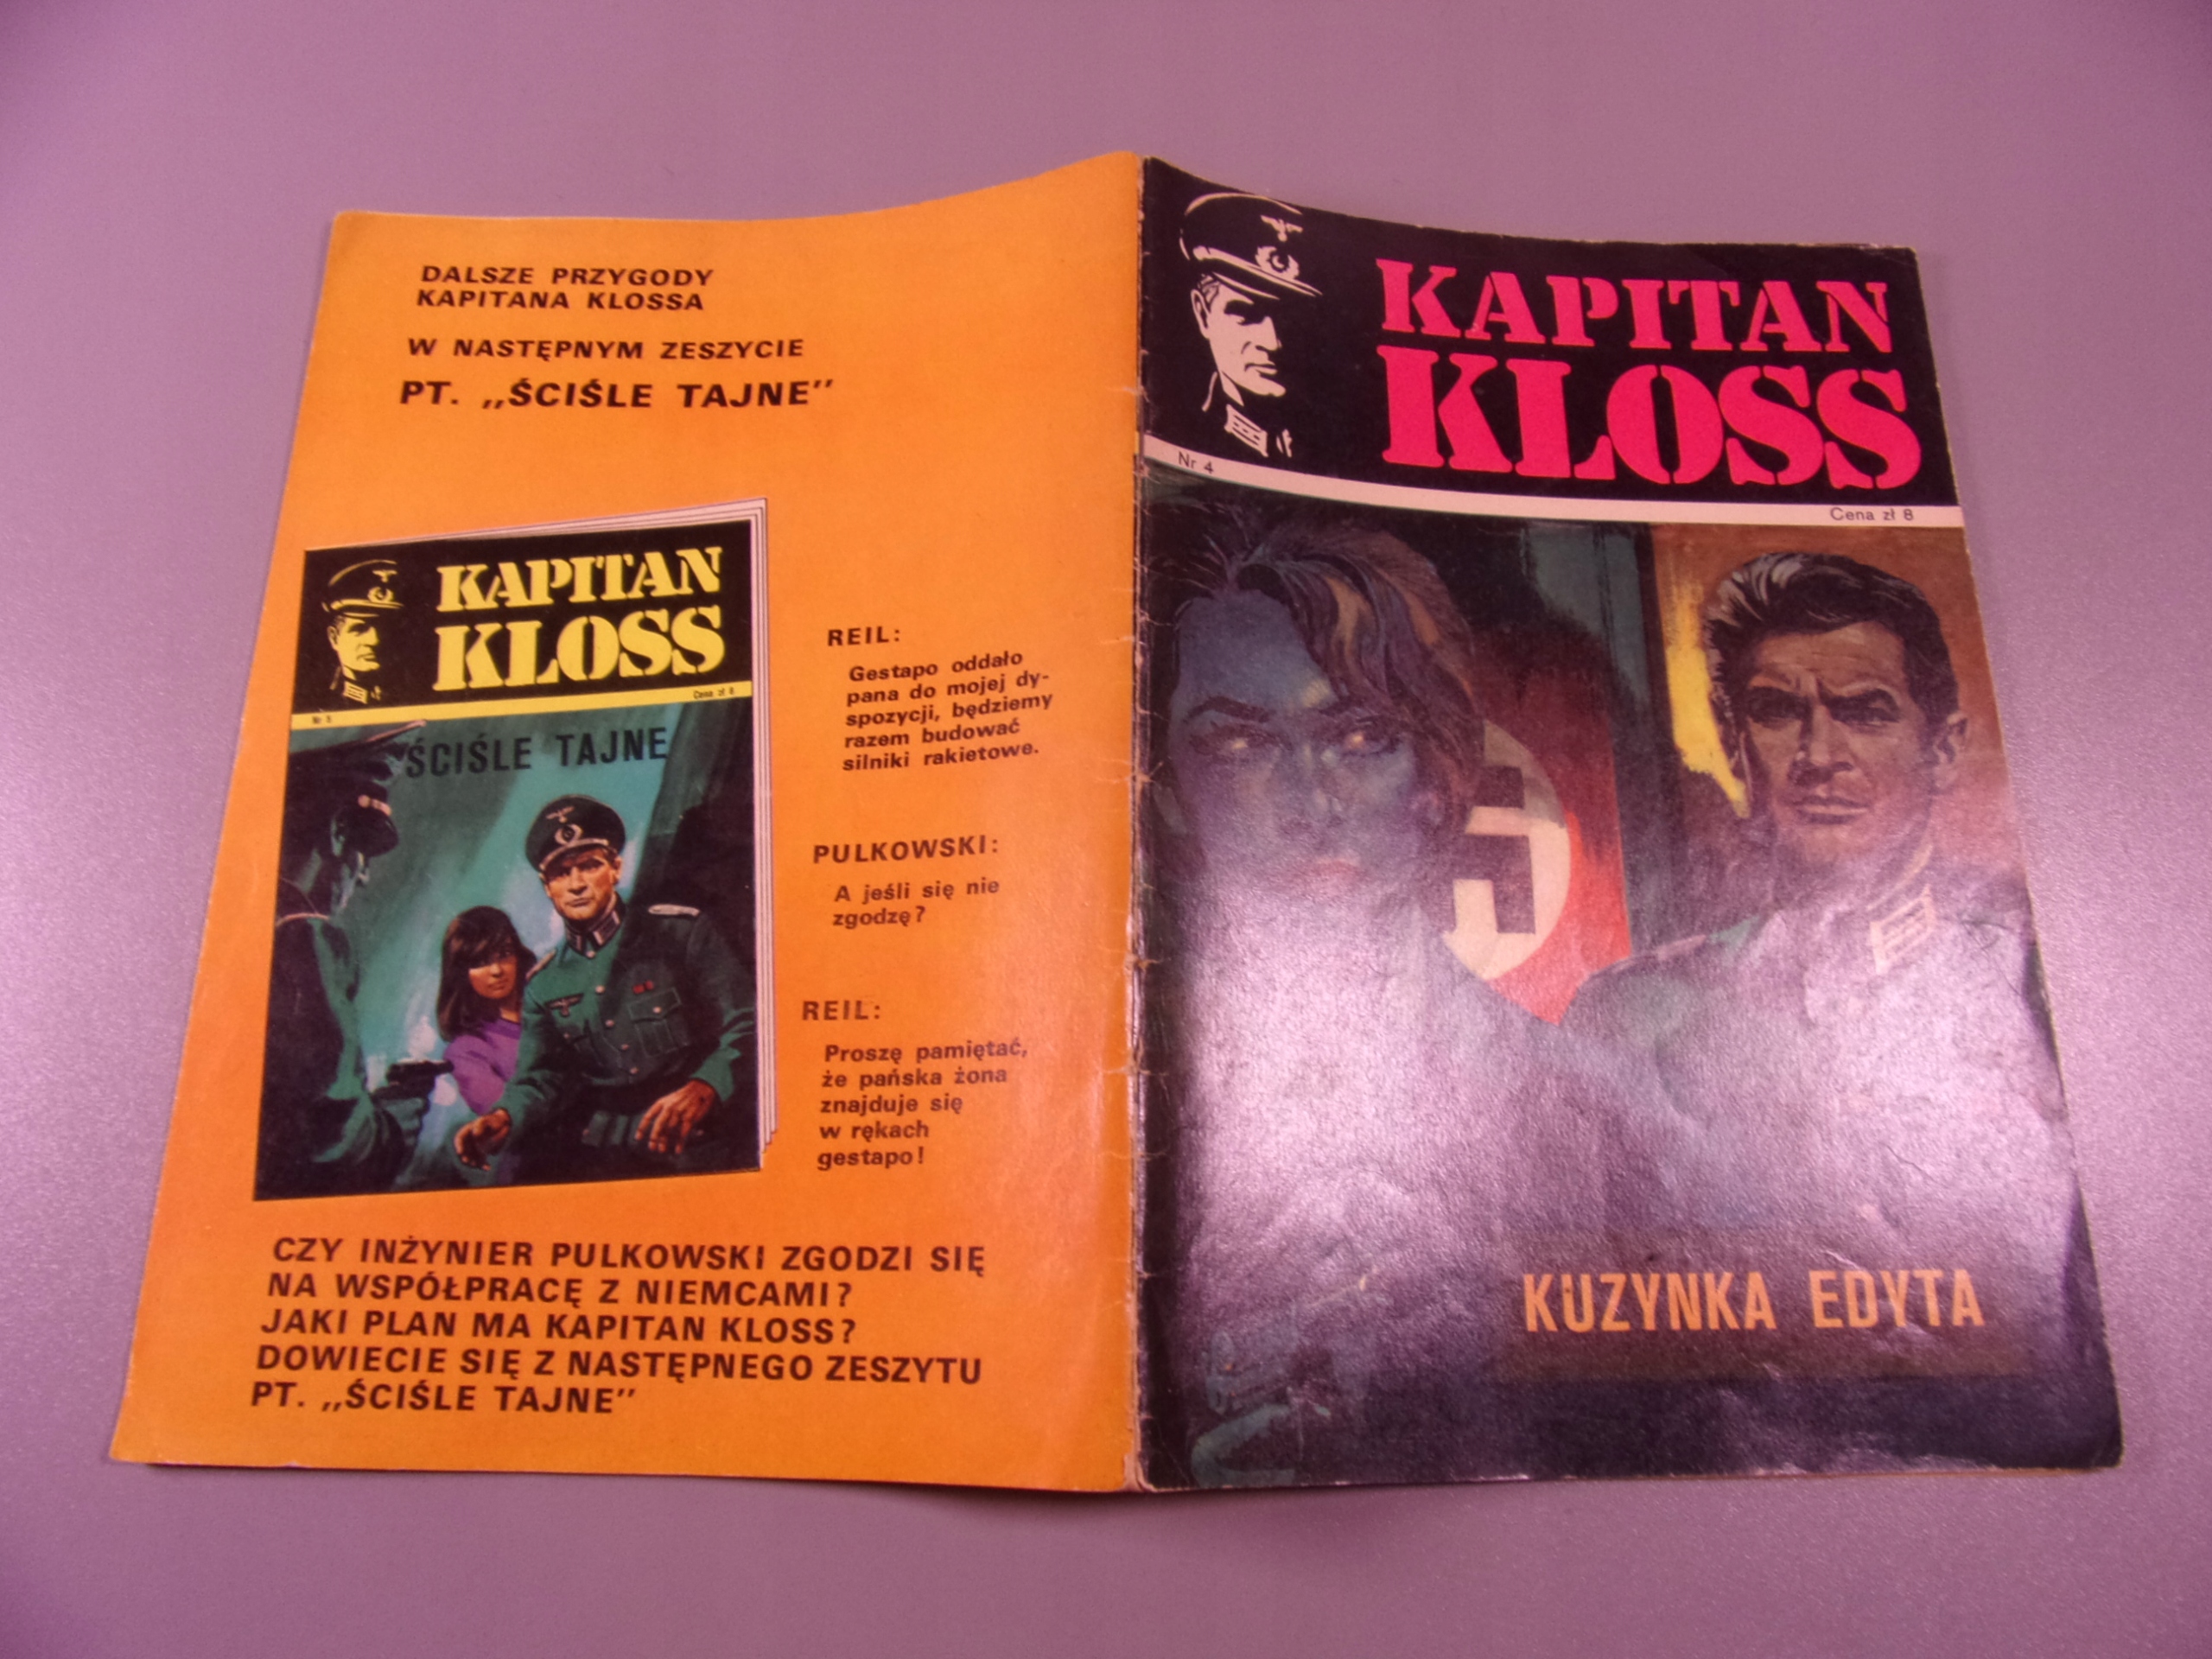 DALSZE PRZYGODY
KAPITANA KLOSSA
W NASTĘPNYM ZESZYCIE
PT. ,,ŚCIŚLE TAJNE"
KAPITAN
KLOSS
Cena zł 8
ŚCIŚLE TAJNE
REIL:
Gestapo oddało
pana do mojej dy-
spozycji, będziemy
razem budować
silniki rakietowe.
PULKOWSKI:
A jeśli się nie
zgodzę?
REIL:
Proszę pamiętać,
że pańska żona
znajduje się
w rękach
gestapo!
CZY INŻYNIER PULKOWSKI ZGODZI SIĘ
NA WSPÓŁPRACĘ Z NIEMCAMI?
JAKI PLAN MA KAPITAN KLOSS?
DOWIECIE SIĘ Z NASTĘPNEGO ZESZYTU
PT. ,,ŚCIŚLE TAJNE"
KAPITAN
KLOSS
Nr 4
Cena zł 8
KUZYNKA EDYTA